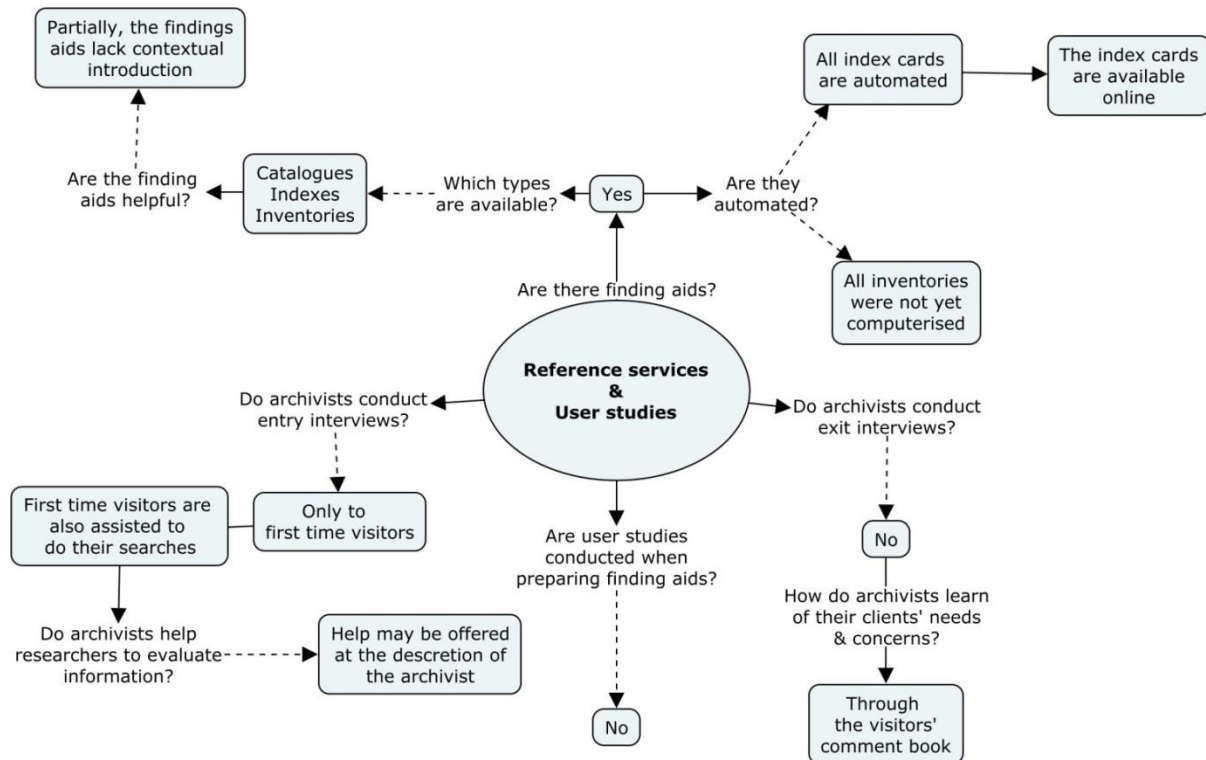 Partially, the findings
aids lack contextual
introduction
All index cards
are automated
The index cards
are available
online
Are the finding
aids helpful?
Catalogues
Indexes
Inventories
Which types
are available?
Yes
Are they
automated?
All inventories
were not yet
computerised
Are there finding aids?
Reference services
&
User studies
Do archivists conduct
entry interviews?
Do archivists conduct
exit interviews?
First time visitors are
also assisted to
do their searches
Only to
first time visitors
Are user studies
conducted when
preparing finding aids?
No
How do archivists learn
of their clients' needs
& concerns?
Do archivists help
researchers to evaluate
information?
Help may be offered
at the descretion of
the archivist
No
Through
the visitors'
comment book